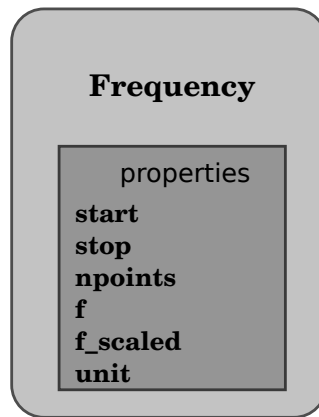 Frequency
properties
start
stop
npoints
f
f_scaled
unit